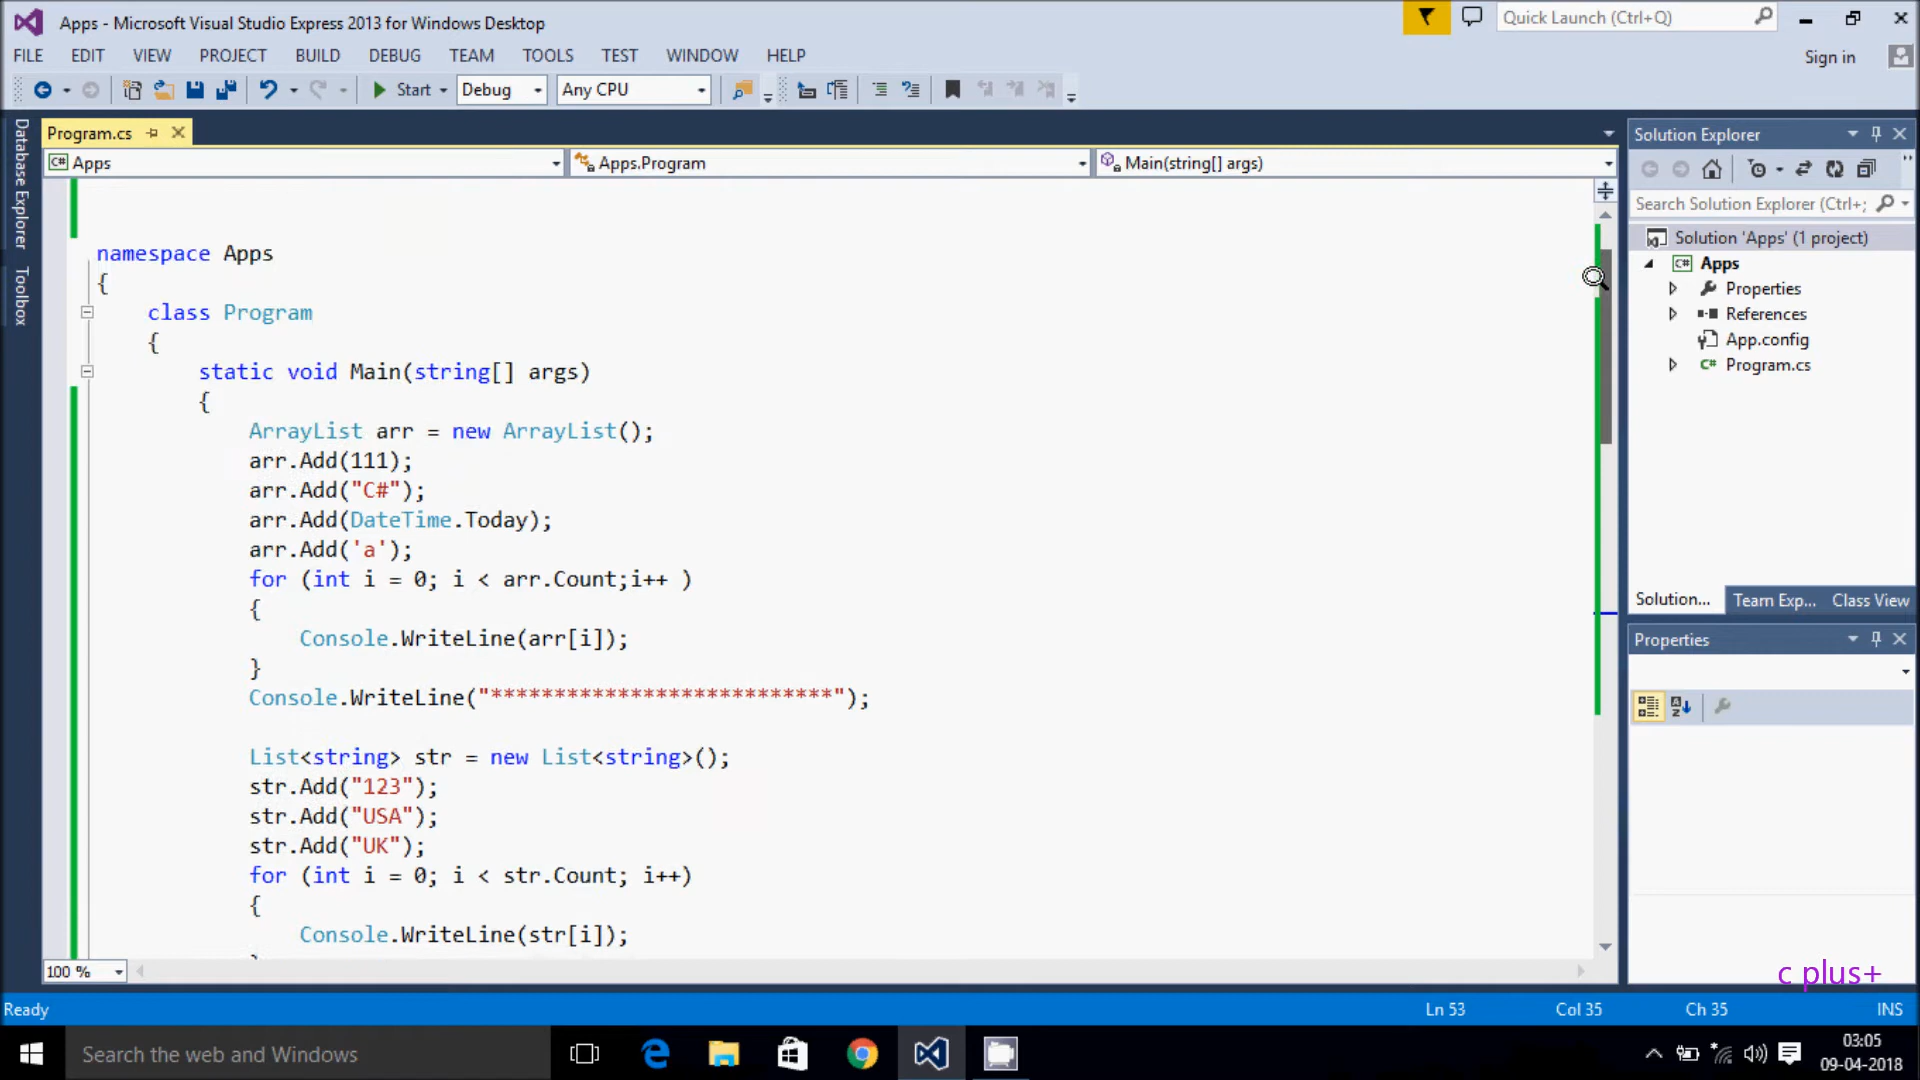 Apps - Microsoft Visual Studio Express 2013 for Windows Desktop
Quick Launch (Ctrl+Q)
FILE EDIT VIEW PROJECT BUILD DEBUG TEAM TOOLS TEST WINDOW HELP
Sign in
Start Debug Any CPU
Database Explorer
Toolbox
Program.cs
C# Apps
Apps.Program
Main(string[] args)
namespace Apps
{
class Program
{
static void Main(string[] args)
{
ArrayList arr = new ArrayList();
arr.Add(111);
arr.Add("C#");
arr.Add(DateTime.Today);
arr.Add('a');
for (int i = 0; i < arr.Count;i++ )
{
Console.WriteLine(arr[i]);
}
Console.WriteLine("***************************");
List<string> str = new List<string>();
str.Add("123");
str.Add("USA");
str.Add("UK");
for (int i = 0; i < str.Count; i++)
{
Console.WriteLine(str[i]);
100 %
Solution Explorer
Search Solution Explorer (Ctrl+;
Solution 'Apps' (1 project)
C# Apps
Properties
References
App.config
C# Program.cs
Solution... Team Exp... Class View
Properties
c plus+
Ready
Ln 53 Col 35 Ch 35 INS
Search the web and Windows
03:05
09-04-2018